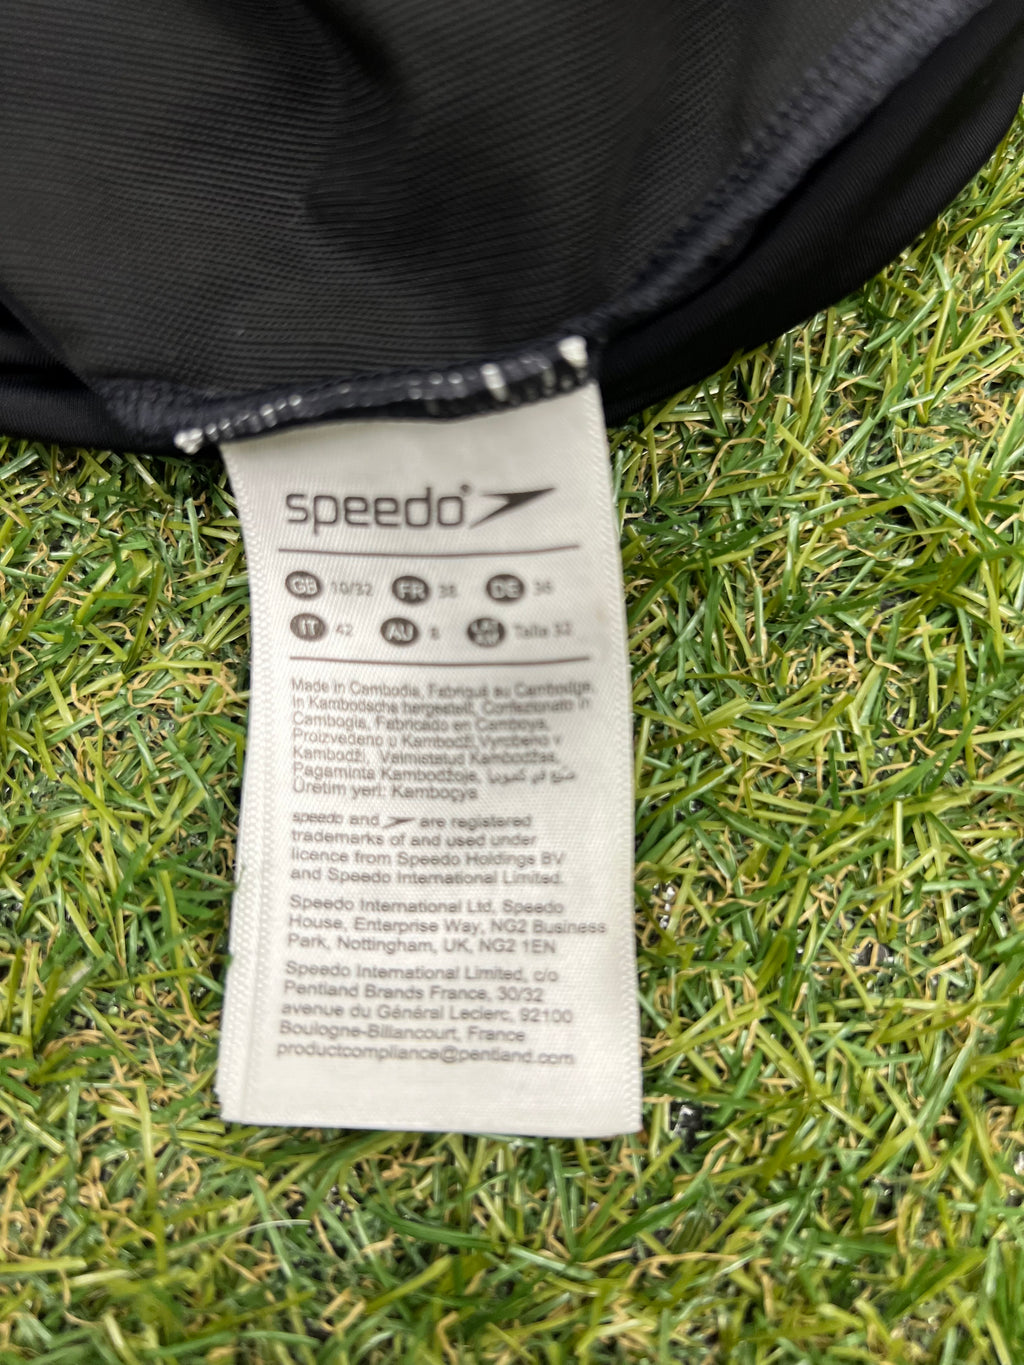 speedo®
GB 10/32 FR 38 DE 36
IT 42 AU 8 Talla 32
Made in Cambodia, Fabriqué au Cambodge,
In Kambodscha hergestellt, Confezionato in
Cambogia, Fabricado en Camboya,
Proizvedeno u Kambodži, Vyrobeno v
Kambodži, Valmistatud Kambodžas,
Pagaminta Kambodžoje, صنع في كمبوديا
Üretim yeri: Kamboçya
speedo and are registered
trademarks of and used under
licence from Speedo Holdings BV
and Speedo International Limited.
Speedo International Ltd, Speedo
House, Enterprise Way, NG2 Business
Park, Nottingham, UK, NG2 1EN
Speedo International Limited, c/o
Pentland Brands France, 30/32
avenue du Général Leclerc, 92100
Boulogne-Billancourt, France
productcompliance@pentland.com